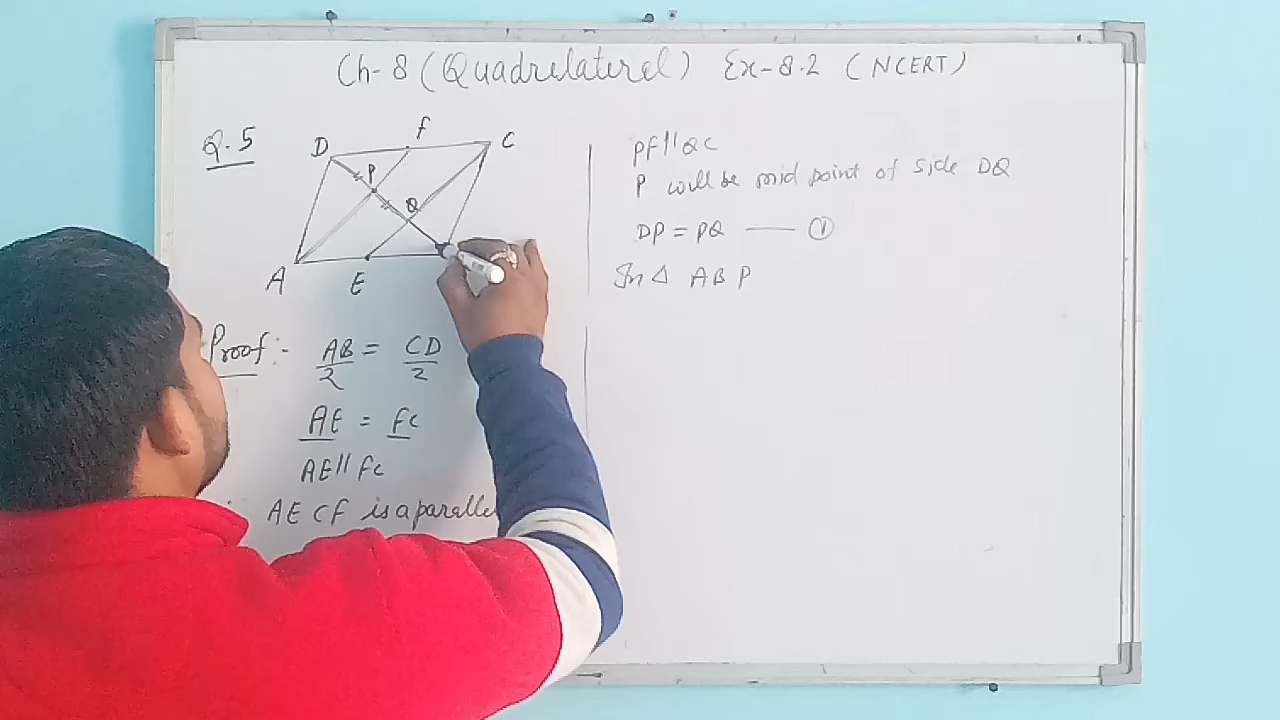 Ch-8 (Quadrilateral) Ex-8.2 (NCERT)
Q.5
D
f
C
P
Q
A
E
Proof:- AB/2 = CD/2
AE = fc
AE||fc
AECF is a paralle
PF||QC
P will be mid point of side DQ
DP = PQ —— ①
In Δ ABP